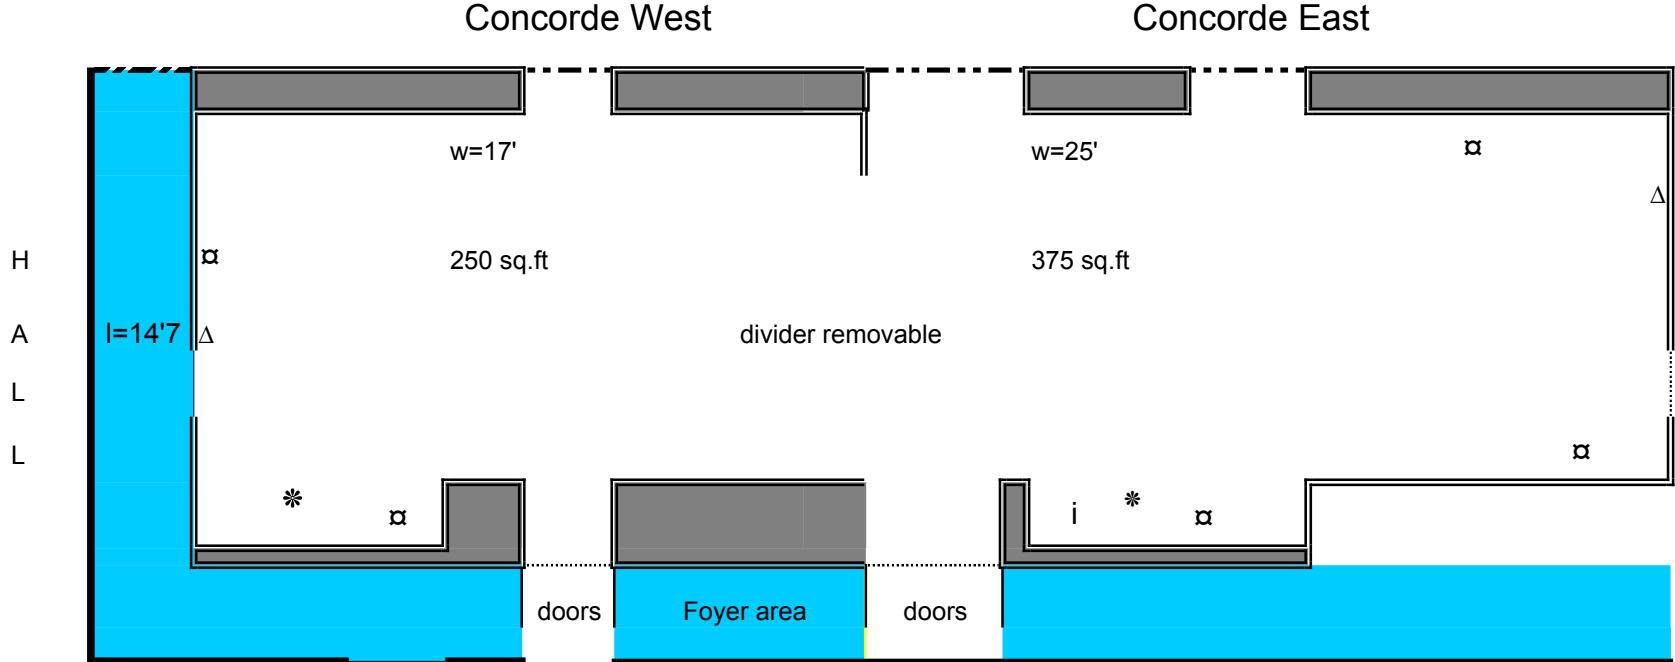 Concorde West Concorde East
w=17' w=25' ¤
∆
H ¤ 250 sq.ft 375 sq.ft
A l=14'7 ∆ divider removable
L
L ¤
❋ ¤ i ❋ ¤
doors Foyer area doors